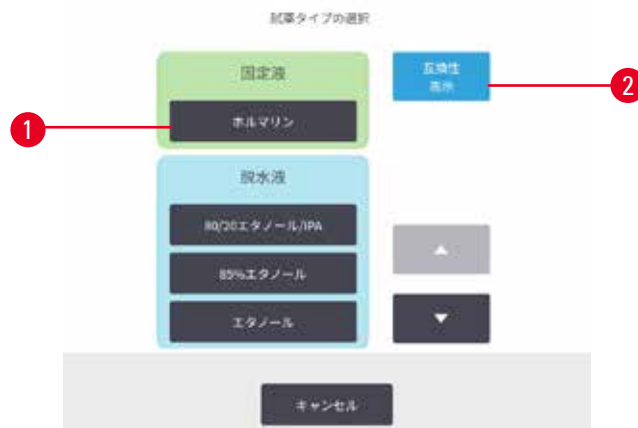 試薬タイプの選択
固定液
互換性
表示
ホルマリン
1
2
脱水液
80/20エタノール/IPA
85%エタノール
エタノール
キャンセル